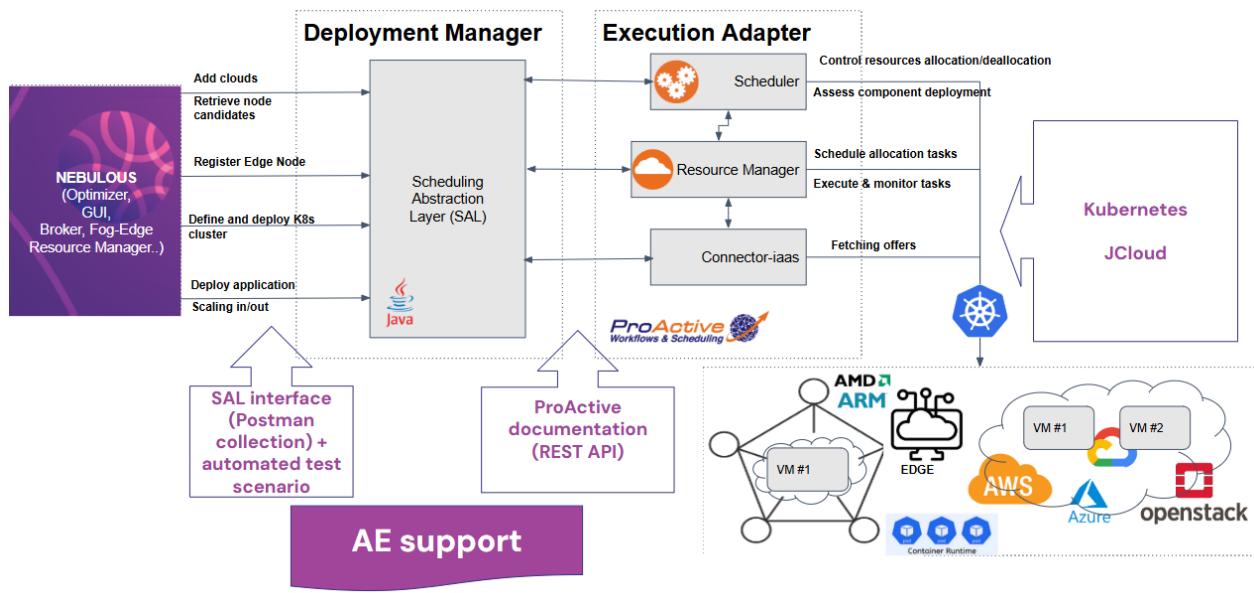 Deployment Manager
Execution Adapter
Add clouds
Retrieve node
candidates
Register Edge Node
Define and deploy K8s
cluster
Deploy application
Scaling in/out
NEBULOUS
(Optimizer,
GUI,
Broker, Fog-Edge
Resource Manager..)
Scheduling
Abstraction
Layer (SAL)
Java
Scheduler
Resource Manager
Connector-iaas
ProActive
Workflows & Scheduling
Control resources allocation/deallocation
Assess component deployment
Schedule allocation tasks
Execute & monitor tasks
Fetching offers
Kubernetes
JCloud
SAL interface
(Postman
collection) +
automated test
scenario
ProActive
documentation
(REST API)
AE support
AMD
ARM
VM #1
EDGE
VM #1
VM #2
AWS
Azure
openstack
pod
pod
pod
Container Runtime